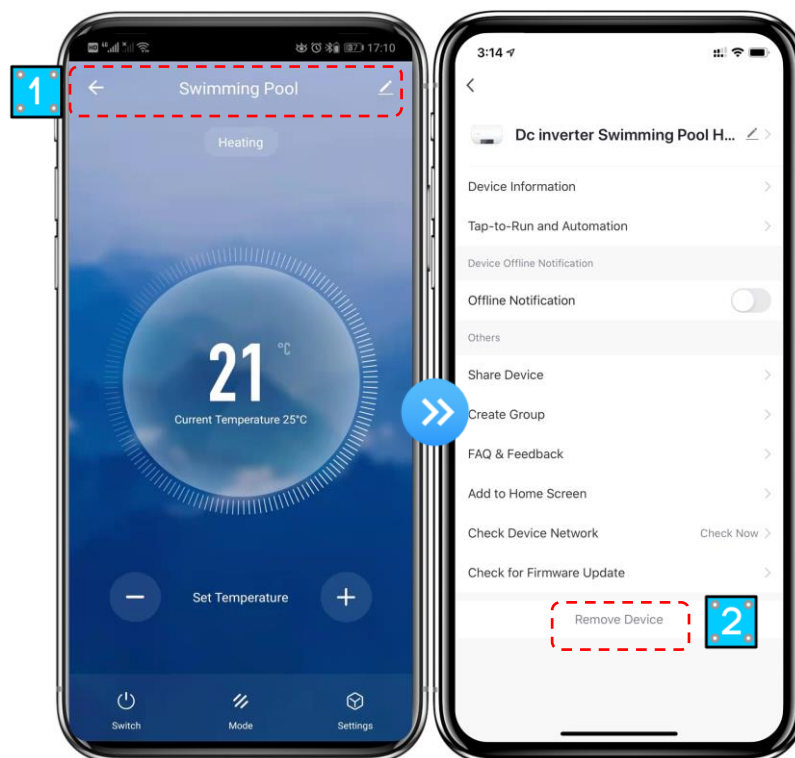 17:10
1
Swimming Pool
Heating
21 °C
Current Temperature 25°C
Set Temperature
Switch
Mode
Settings
3:14
Dc inverter Swimming Pool H...
Device Information
Tap-to-Run and Automation
Device Offline Notification
Offline Notification
Others
Share Device
Create Group
FAQ & Feedback
Add to Home Screen
Check Device Network Check Now
Check for Firmware Update
Remove Device
2